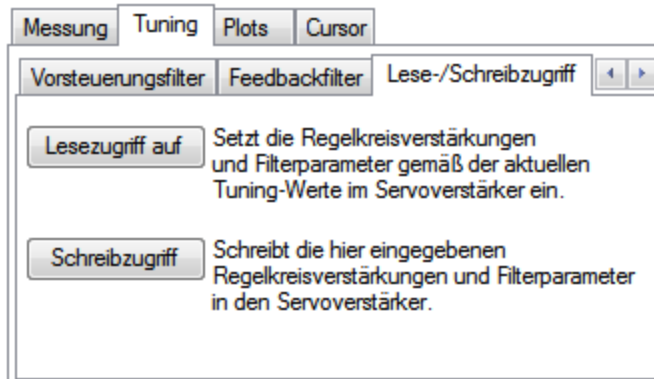 Messung Tuning Plots Cursor
Vorsteuerungsfilter Feedbackfilter Lese-/Schreibzugriff
Lesezugriff auf
Setzt die Regelkreisverstärkungen
und Filterparameter gemäß der aktuellen
Tuning-Werte im Servoverstärker ein.
Schreibzugriff
Schreibt die hier eingegebenen
Regelkreisverstärkungen und Filterparameter
in den Servoverstärker.